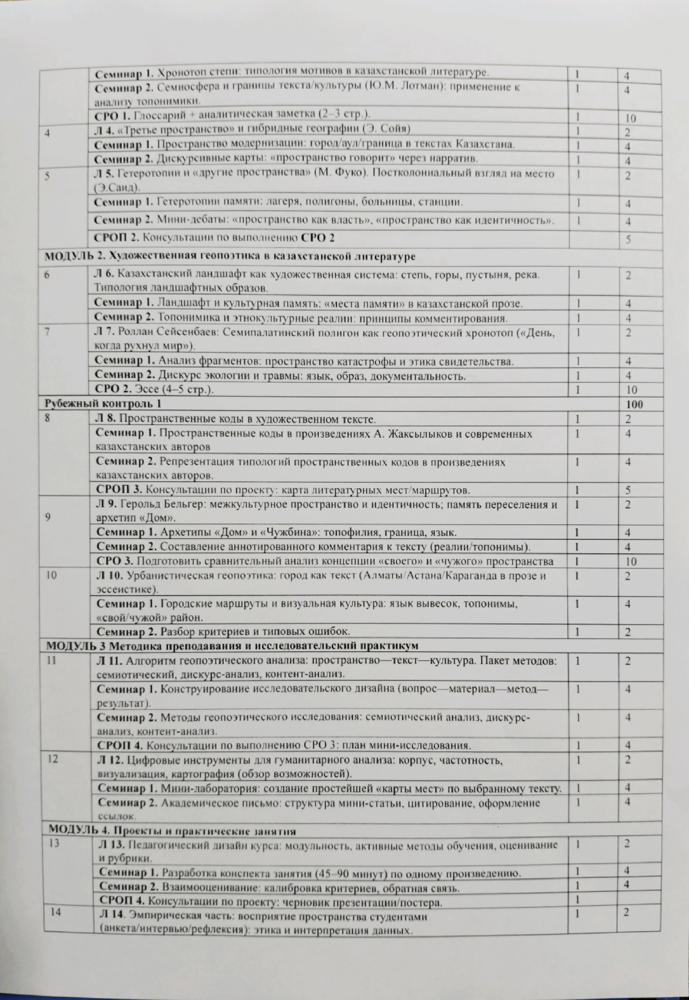 Семинар 1. Хронотоп степи: типология мотивов в казахстанской литературе. 1 4
Семинар 2. Семиосфера и границы текста/культуры (Ю.М. Лотман): применение к 1 4
анализу топонимики.
СРО 1. Глоссарий + аналитическая заметка (2–3 стр.). 1 10
4 Л 4. «Третье пространство» и гибридные географии (Э. Сойя) 1 2
Семинар 1. Пространство модернизации: город/аул/граница в текстах Казахстана. 1 4
Семинар 2. Дискурсивные карты: «пространство говорит» через нарратив. 1 4
5 Л 5. Гетеротопии и «другие пространства» (М. Фуко). Постколониальный взгляд на место 1 2
(Э.Саид).
Семинар 1. Гетеротопии памяти: лагеря, полигоны, больницы, станции. 1 4
Семинар 2. Мини-дебаты: «пространство как власть», «пространство как идентичность». 1 4
СРОП 2. Консультации по выполнению СРО 2 5
МОДУЛЬ 2. Художественная геопоэтика в казахстанской литературе
6 Л 6. Казахстанский ландшафт как художественная система: степь, горы, пустыня, река. 1 2
Типология ландшафтных образов.
Семинар 1. Ландшафт и культурная память: «места памяти» в казахстанской прозе. 1 4
Семинар 2. Топонимика и этнокультурные реалии: принципы комментирования. 1 4
7 Л 7. Роллан Сейсенбаев: Семипалатинский полигон как геопоэтический хронотоп («День, 1 2
когда рухнул мир»).
Семинар 1. Анализ фрагментов: пространство катастрофы и этика свидетельства. 1 4
Семинар 2. Дискурс экологии и травмы: язык, образ, документальность. 1 4
СРО 2. Эссе (4–5 стр.). 1 10
Рубежный контроль 1 100
8 Л 8. Пространственные коды в художественном тексте. 1 2
Семинар 1. Пространственные коды в произведениях А. Жаксылыков и современных 1 4
казахстанских авторов
Семинар 2. Репрезентация типологий пространственных кодов в произведениях 1 4
казахстанских авторов.
СРОП 3. Консультации по проекту: карта литературных мест/маршрутов. 1 5
9 Л 9. Герольд Бельгер: межкультурное пространство и идентичность; память переселения и 1 2
архетип «Дом».
Семинар 1. Архетипы «Дом» и «Чужбина»: топофилия, граница, язык. 1 4
Семинар 2. Составление аннотированного комментария к тексту (реалии/топонимы). 1 4
СРО 3. Подготовить сравнительный анализ концепции «своего» и «чужого» пространства 1 10
10 Л 10. Урбанистическая геопоэтика: город как текст (Алматы/Астана/Караганда в прозе и 1 2
эссеистике).
Семинар 1. Городские маршруты и визуальная культура: язык вывесок, топонимы, 1 4
«свой/чужой» район.
Семинар 2. Разбор критериев и типовых ошибок. 1 2
МОДУЛЬ 3 Методика преподавания и исследовательский практикум
11 Л 11. Алгоритм геопоэтического анализа: пространство—текст—культура. Пакет методов: 1 2
семиотический, дискурс-анализ, контент-анализ.
Семинар 1. Конструирование исследовательского дизайна (вопрос—материал—метод— 1 4
результат).
Семинар 2. Методы геопоэтического исследования: семиотический анализ, дискурс- 1 4
анализ, контент-анализ.
СРОП 4. Консультации по выполнению СРО 3: план мини-исследования. 1 4
12 Л 12. Цифровые инструменты для гуманитарного анализа: корпус, частотность, 1 2
визуализация, картография (обзор возможностей).
Семинар 1. Мини-лаборатория: создание простейшей «карты мест» по выбранному тексту. 1 4
Семинар 2. Академическое письмо: структура мини-статьи, цитирование, оформление 1 4
ссылок.
МОДУЛЬ 4. Проекты и практические занятия
13 Л 13. Педагогический дизайн курса: модульность, активные методы обучения, оценивание 1 2
и рубрики.
Семинар 1. Разработка конспекта занятия (45–90 минут) по одному произведению. 1 4
Семинар 2. Взаимооценивание: калибровка критериев, обратная связь. 1 4
СРОП 4. Консультации по проекту: черновик презентации/постера. 1
14 Л 14. Эмпирическая часть: восприятие пространства студентами 1 2
(анкета/интервью/рефлексия): этика и интерпретация данных.